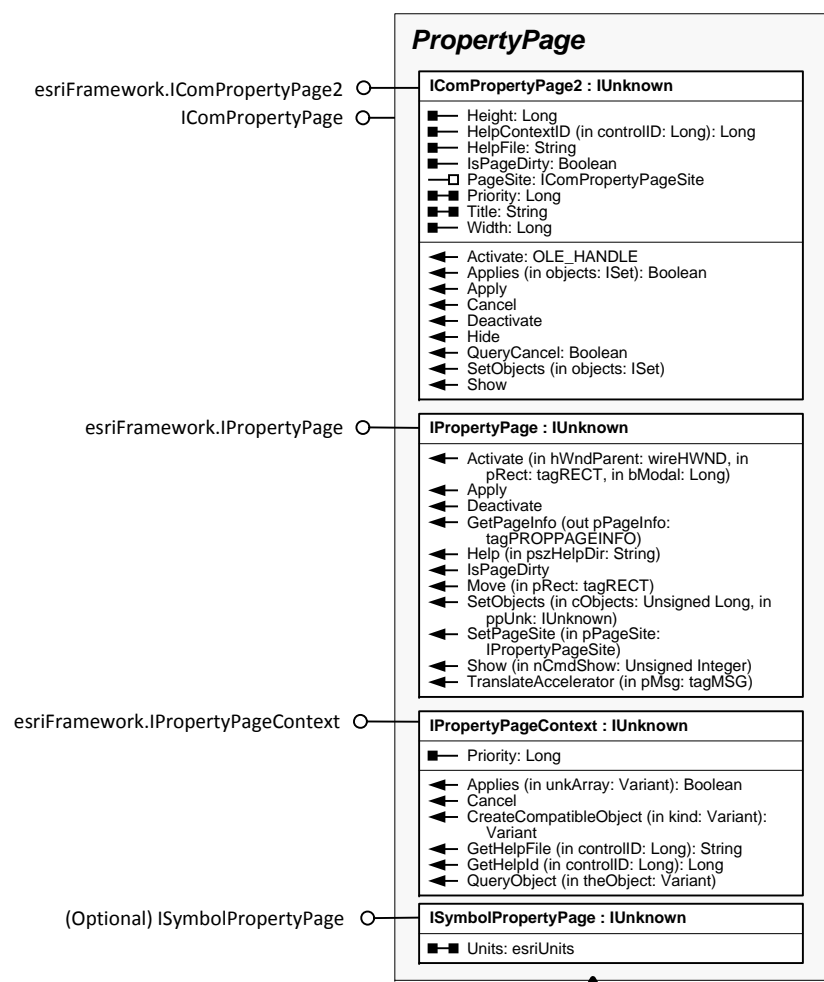 PropertyPage
esriFramework.IComPropertyPage2
IComPropertyPage
IComPropertyPage2 : IUnknown
Height: Long
HelpContextID (in controlID: Long): Long
HelpFile: String
IsPageDirty: Boolean
PageSite: IComPropertyPageSite
Priority: Long
Title: String
Width: Long
Activate: OLE_HANDLE
Applies (in objects: ISet): Boolean
Apply
Cancel
Deactivate
Hide
QueryCancel: Boolean
SetObjects (in objects: ISet)
Show
esriFramework.IPropertyPage
IPropertyPage : IUnknown
Activate (in hWndParent: wireHWND, in
pRect: tagRECT, in bModal: Long)
Apply
Deactivate
GetPageInfo (out pPageInfo:
tagPROPPAGEINFO)
Help (in pszHelpDir: String)
IsPageDirty
Move (in pRect: tagRECT)
SetObjects (in cObjects: Unsigned Long, in
ppUnk: IUnknown)
SetPageSite (in pPageSite:
IPropertyPageSite)
Show (in nCmdShow: Unsigned Integer)
TranslateAccelerator (in pMsg: tagMSG)
esriFramework.IPropertyPageContext
IPropertyPageContext : IUnknown
Priority: Long
Applies (in unkArray: Variant): Boolean
Cancel
CreateCompatibleObject (in kind: Variant):
Variant
GetHelpFile (in controlID: Long): String
GetHelpId (in controlID: Long): Long
QueryObject (in theObject: Variant)
(Optional) ISymbolPropertyPage
ISymbolPropertyPage : IUnknown
Units: esriUnits